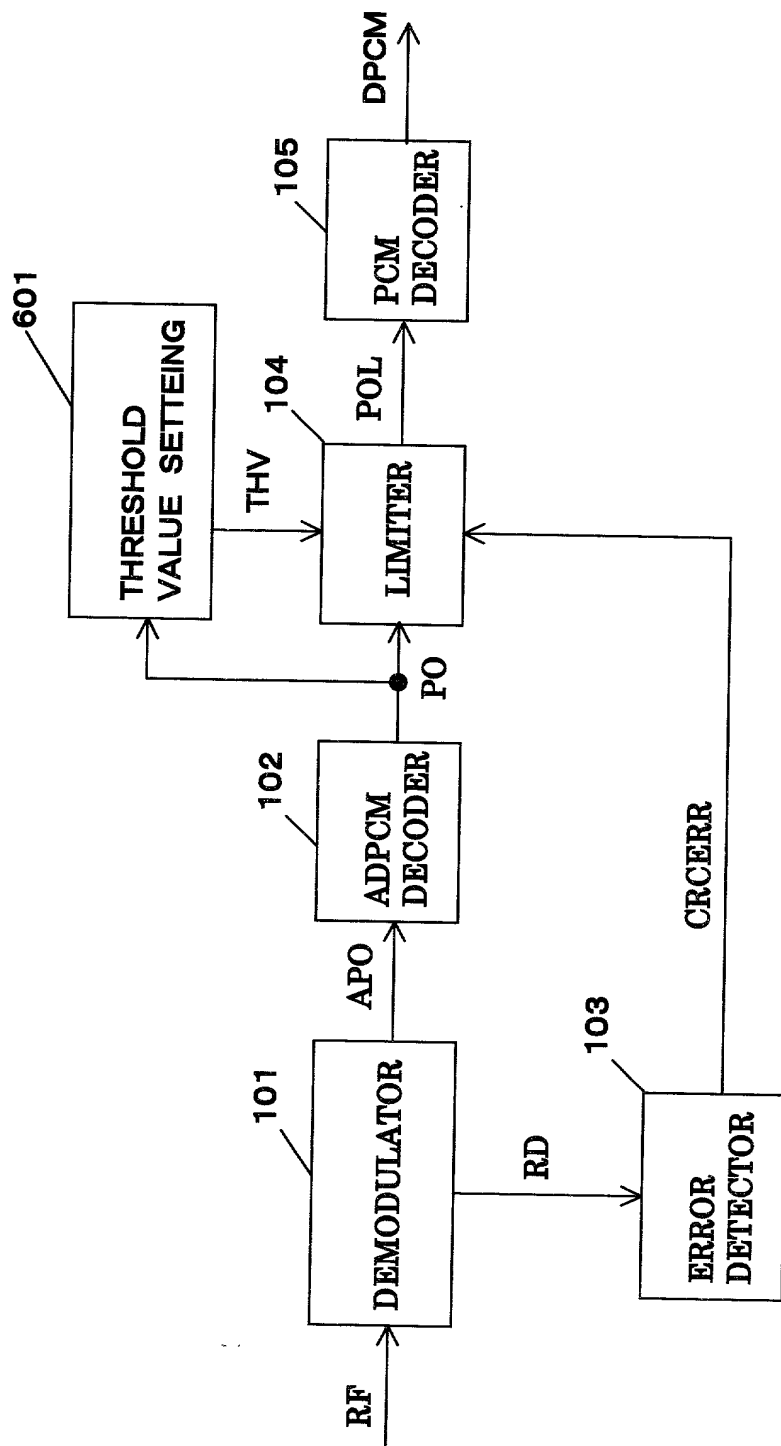 601
THRESHOLD
VALUE SETTEING
THV
RF
101
DEMODULATOR
APO
102
ADPCM
DECODER
PO
104
LIMITER
POL
105
PCM
DECODER
DPCM
RD
103
ERROR
DETECTOR
CRCERR